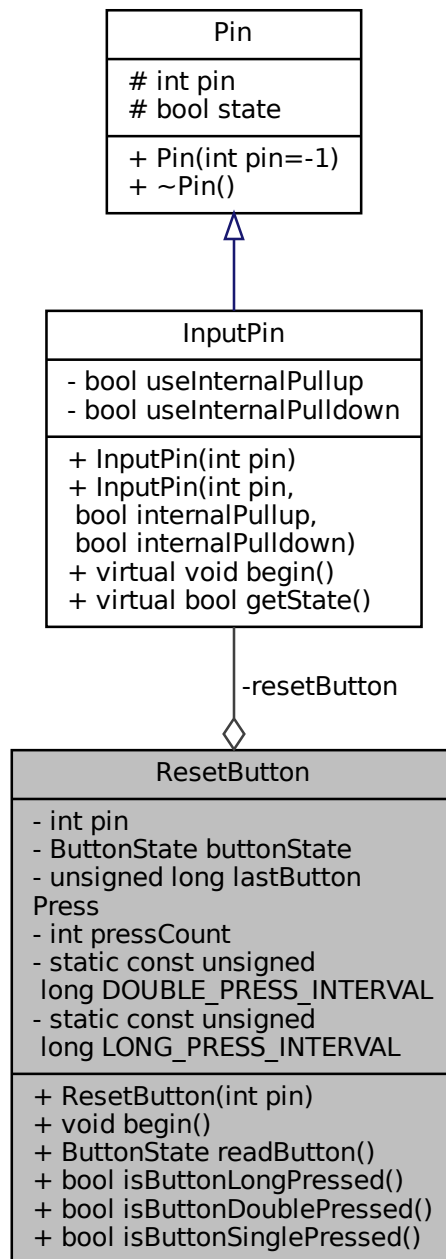 Pin
# int pin
# bool state
+ Pin(int pin=-1)
+ ~Pin()
InputPin
- bool useInternalPullup
- bool useInternalPulldown
+ InputPin(int pin)
+ InputPin(int pin,
bool internalPullup,
bool internalPulldown)
+ virtual void begin()
+ virtual bool getState()
-resetButton
ResetButton
- int pin
- ButtonState buttonState
- unsigned long lastButton
Press
- int pressCount
- static const unsigned
long DOUBLE_PRESS_INTERVAL
- static const unsigned
long LONG_PRESS_INTERVAL
+ ResetButton(int pin)
+ void begin()
+ ButtonState readButton()
+ bool isButtonLongPressed()
+ bool isButtonDoublePressed()
+ bool isButtonSinglePressed()